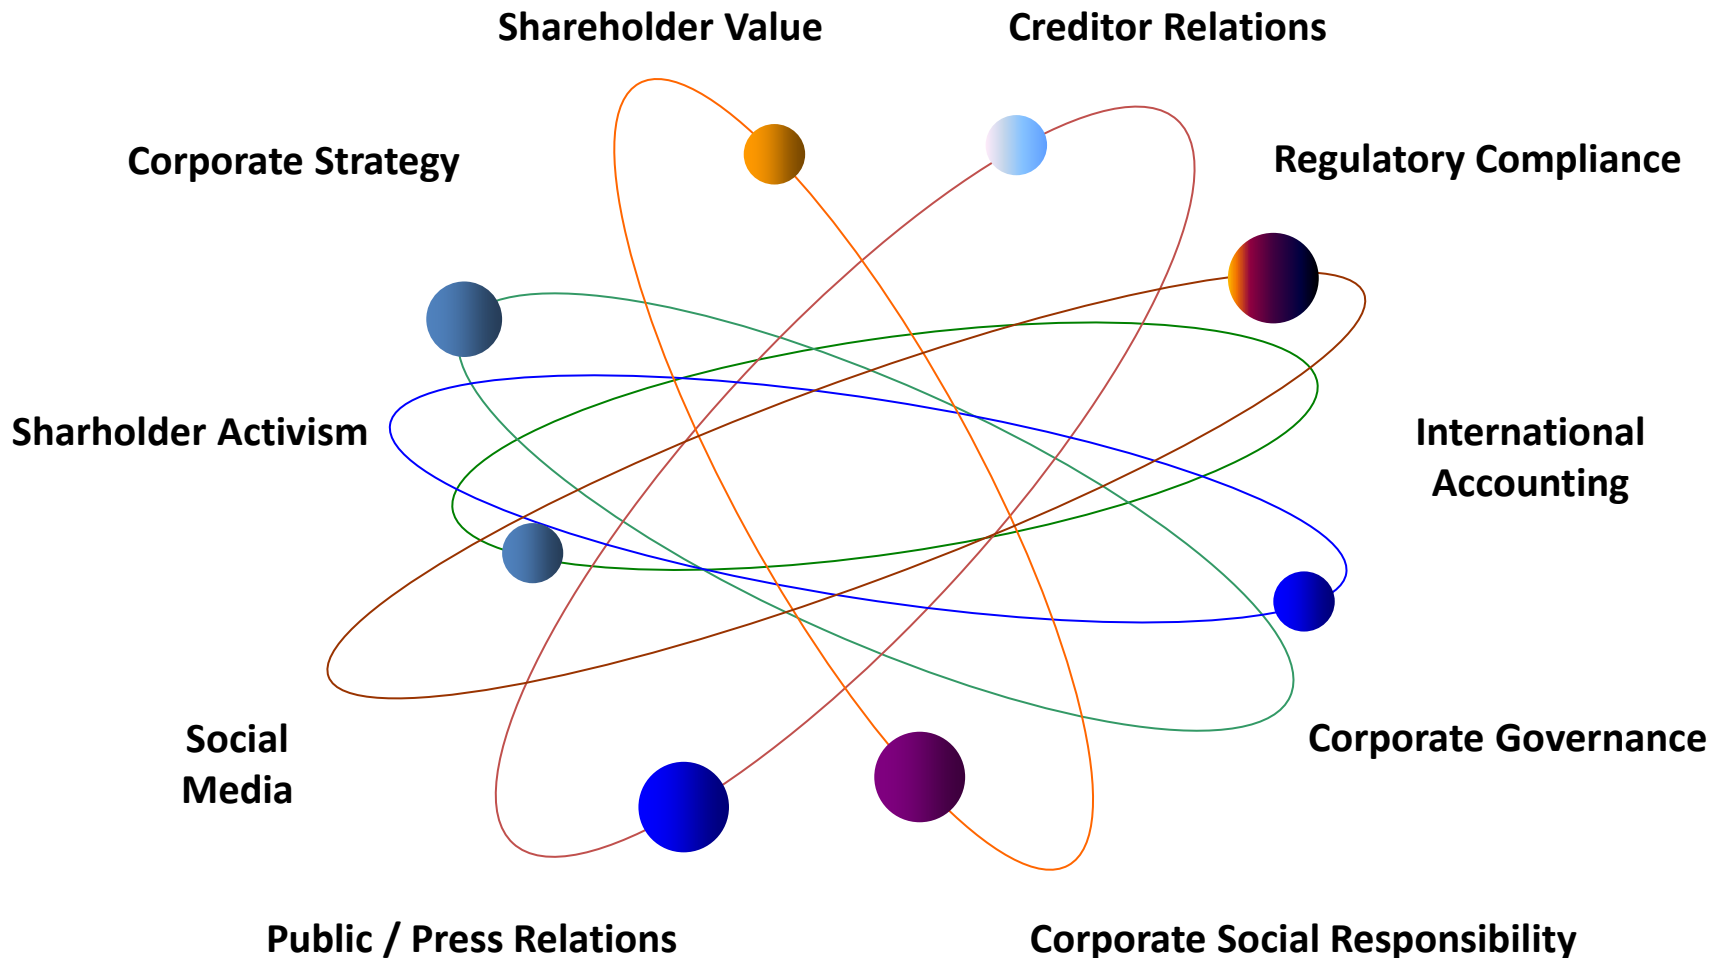 Shareholder Value
Creditor Relations
Corporate Strategy
Regulatory Compliance
Sharholder Activism
International
Accounting
Social
Media
Corporate Governance
Public / Press Relations
Corporate Social Responsibility